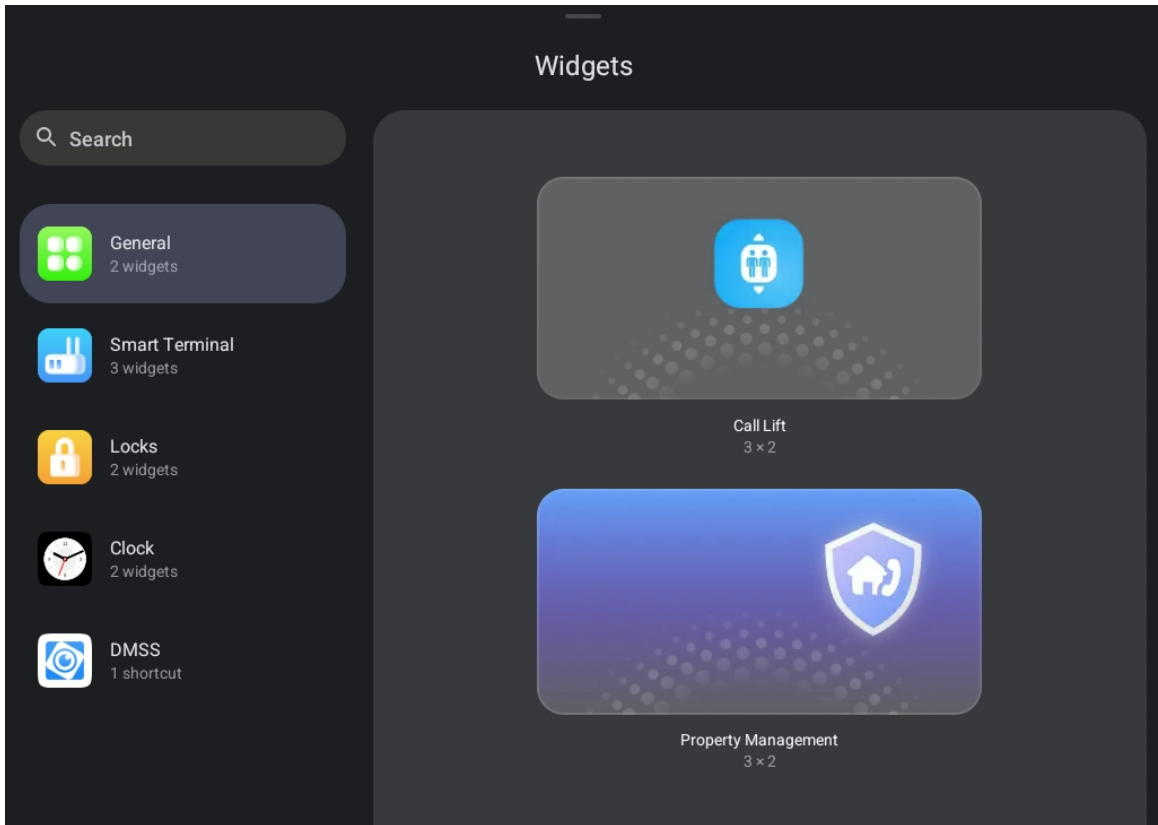 Widgets
Search
General
2 widgets
Smart Terminal
3 widgets
Locks
2 widgets
Clock
2 widgets
DMSS
1 shortcut
Call Lift
3 × 2
Property Management
3 × 2